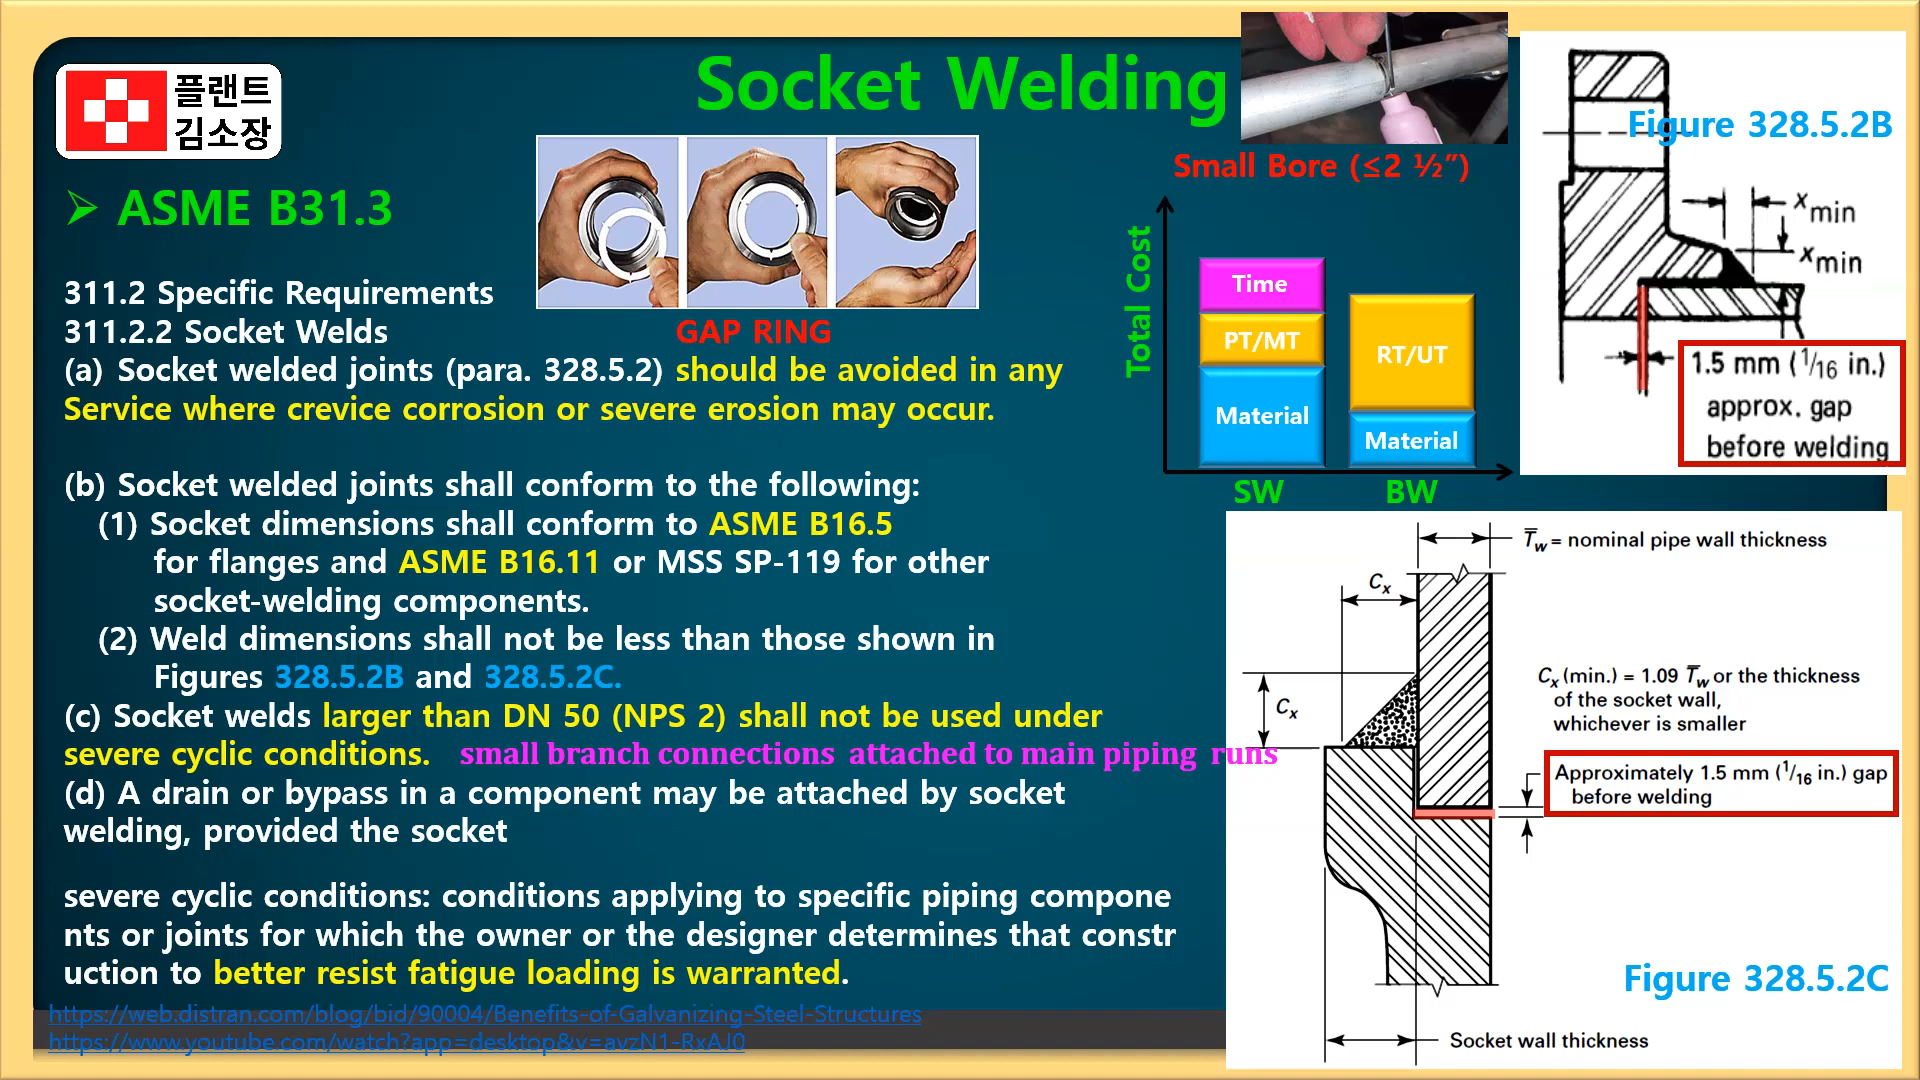 플랜트
김소장
Socket Welding
ASME B31.3
311.2 Specific Requirements
311.2.2 Socket Welds
(a) Socket welded joints (para. 328.5.2) should be avoided in any
Service where crevice corrosion or severe erosion may occur.
(b) Socket welded joints shall conform to the following:
(1) Socket dimensions shall conform to ASME B16.5
for flanges and ASME B16.11 or MSS SP-119 for other
socket-welding components.
(2) Weld dimensions shall not be less than those shown in
Figures 328.5.2B and 328.5.2C.
(c) Socket welds larger than DN 50 (NPS 2) shall not be used under
severe cyclic conditions. small branch connections attached to main piping runs
(d) A drain or bypass in a component may be attached by socket
welding, provided the socket
severe cyclic conditions: conditions applying to specific piping compone
nts or joints for which the owner or the designer determines that constr
uction to better resist fatigue loading is warranted.
https://web.distran.com/blog/bid/90004/Benefits-of-Galvanizing-Steel-Structures
https://www.youtube.com/watch?app=desktop&v=avzN1-RxAJ0
GAP RING
Small Bore (≤2 ½”)
Total Cost
Time
PT/MT
Material
RT/UT
Material
SW
BW
Figure 328.5.2B
x min
x min
1.5 mm (1/16 in.)
approx. gap
before welding
T̅w = nominal pipe wall thickness
Cx
Cx
Cx (min.) = 1.09 T̅w or the thickness
of the socket wall,
whichever is smaller
Approximately 1.5 mm (1/16 in.) gap
before welding
Figure 328.5.2C
Socket wall thickness